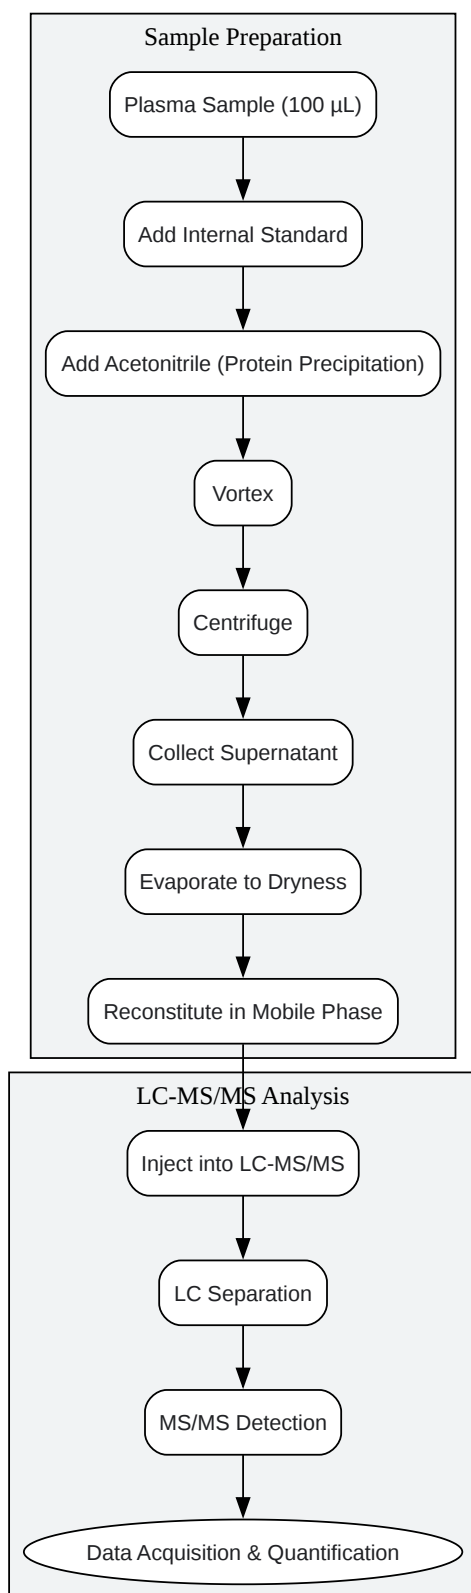 Sample Preparation
Plasma Sample (100 µL)
Add Internal Standard
Add Acetonitrile (Protein Precipitation)
Vortex
Centrifuge
Collect Supernatant
Evaporate to Dryness
Reconstitute in Mobile Phase
LC-MS/MS Analysis
Inject into LC-MS/MS
LC Separation
MS/MS Detection
Data Acquisition & Quantification